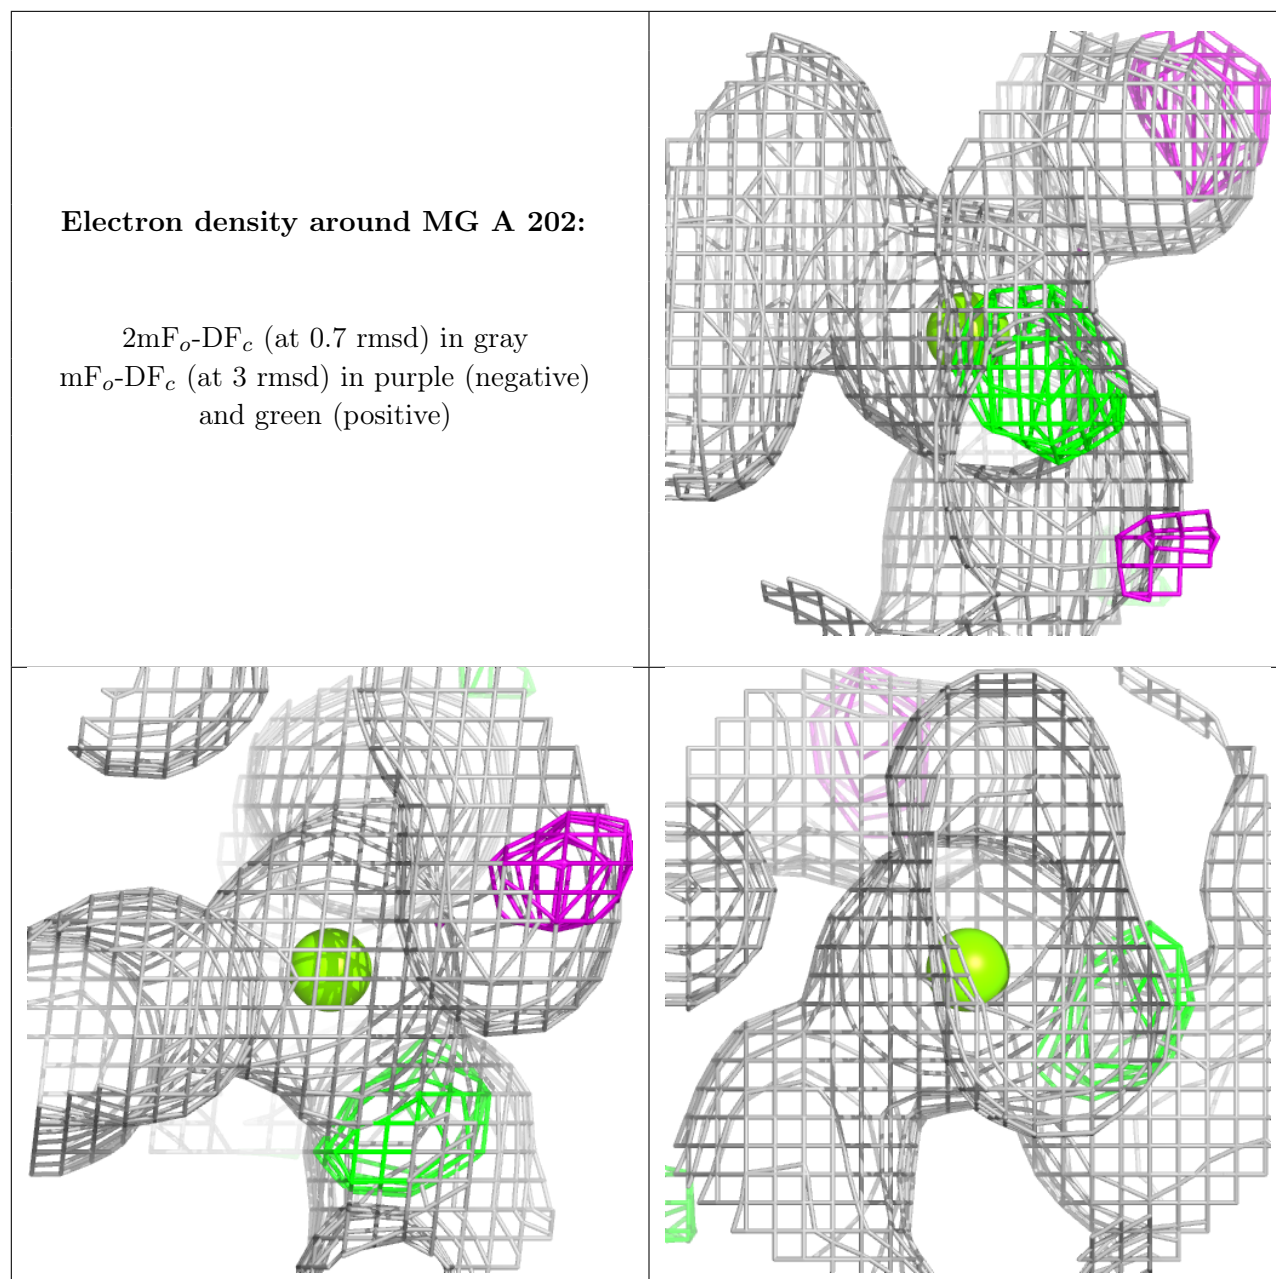 Electron density around MG A 202:
2mFo-DFc (at 0.7 rmsd) in gray
mFo-DFc (at 3 rmsd) in purple (negative)
and green (positive)